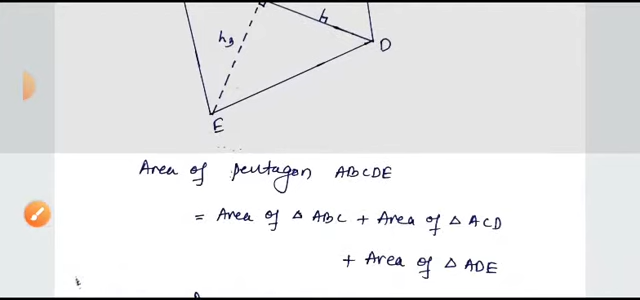 h₃
b
D
E
Area of pentagon ABCDE
= Area of △ ABC + Area of △ ACD
+ Area of △ ADE